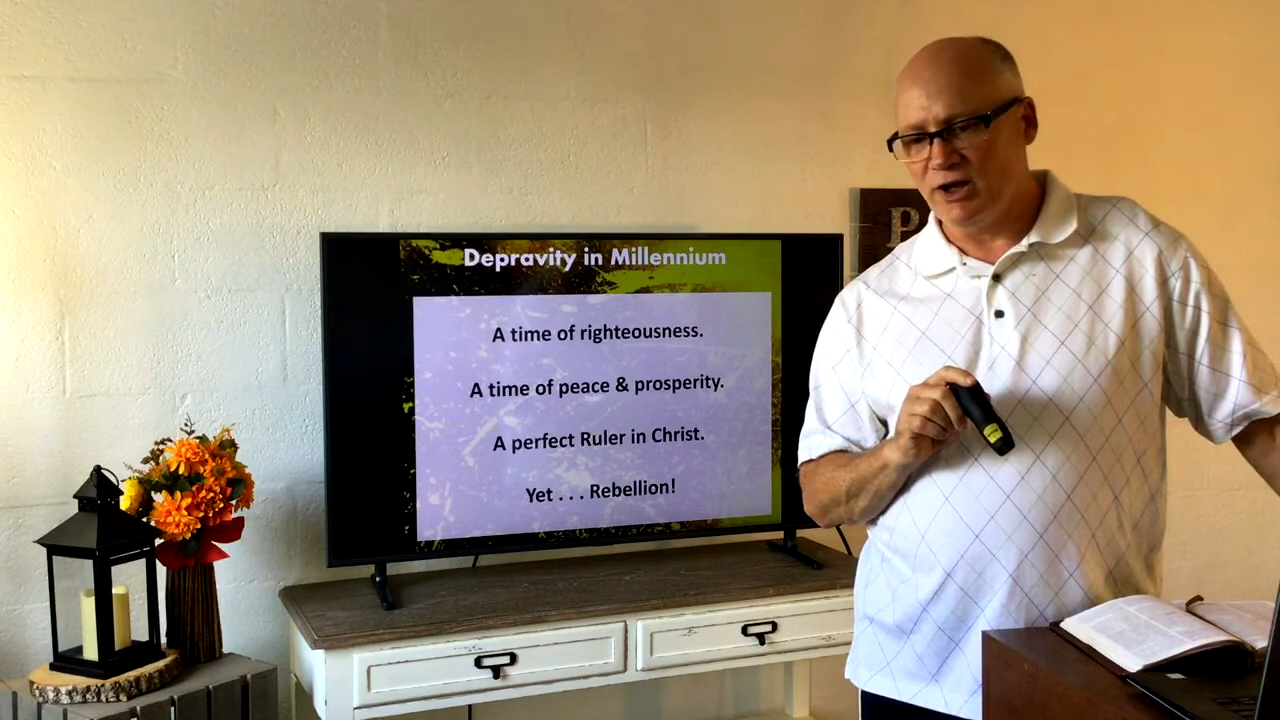 Depravity in Millennium
A time of righteousness.
A time of peace & prosperity.
A perfect Ruler in Christ.
Yet . . . Rebellion!